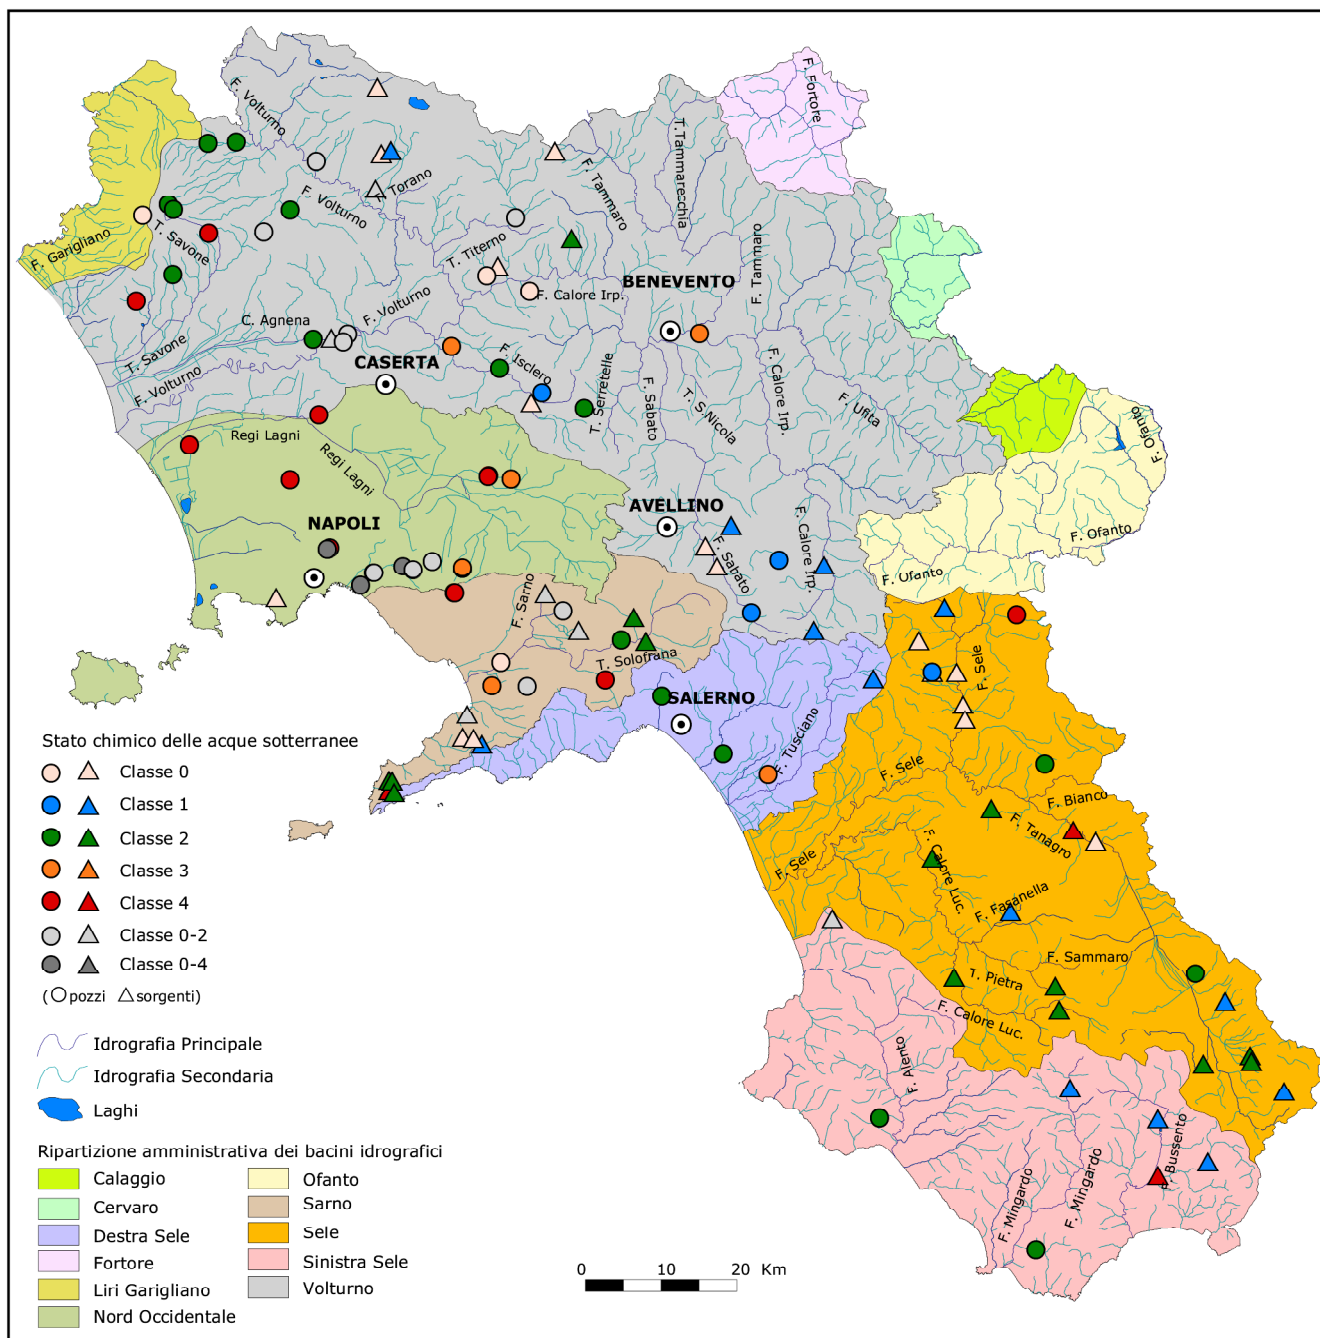 F. Fortore
F. Volturno
T. Tammarecchia
F. Torano
F. Tammaro
F. Volturno
T. Savone
F. Garigliano
T. Titerno
F. Tammaro
BENEVENTO
F. Calore Irp.
F. Volturno
C. Agnena
T. Savone
CASERTA
F. Isclero
F. Volturno
T. Serretelle
F. Sabato
T. S.Nicola
F. Calore Irp.
F. Ufita
F. Ofanto
Regi Lagni
Regi Lagni
NAPOLI
AVELLINO
F. Calore Irp.
F. Sabato
F. Ofanto
F. Ofanto
F. Sarno
T. Solofrana
F. Sele
SALERNO
F. Tusciano
F. Sele
F. Bianco
F. Tanagro
F. Sele
F. Calore Luc.
F. Fasanella
F. Sammaro
T. Pietra
F. Calore Luc.
F. Alento
F. Mingardo
F. Mingardo
F. Bussento
Stato chimico delle acque sotterranee
Classe 0
Classe 1
Classe 2
Classe 3
Classe 4
Classe 0-2
Classe 0-4
( pozzi sorgenti)
Idrografia Principale
Idrografia Secondaria
Laghi
Ripartizione amministrativa dei bacini idrografici
Calaggio
Cervaro
Destra Sele
Fortore
Liri Garigliano
Nord Occidentale
Ofanto
Sarno
Sele
Sinistra Sele
Volturno
0 10 20 Km